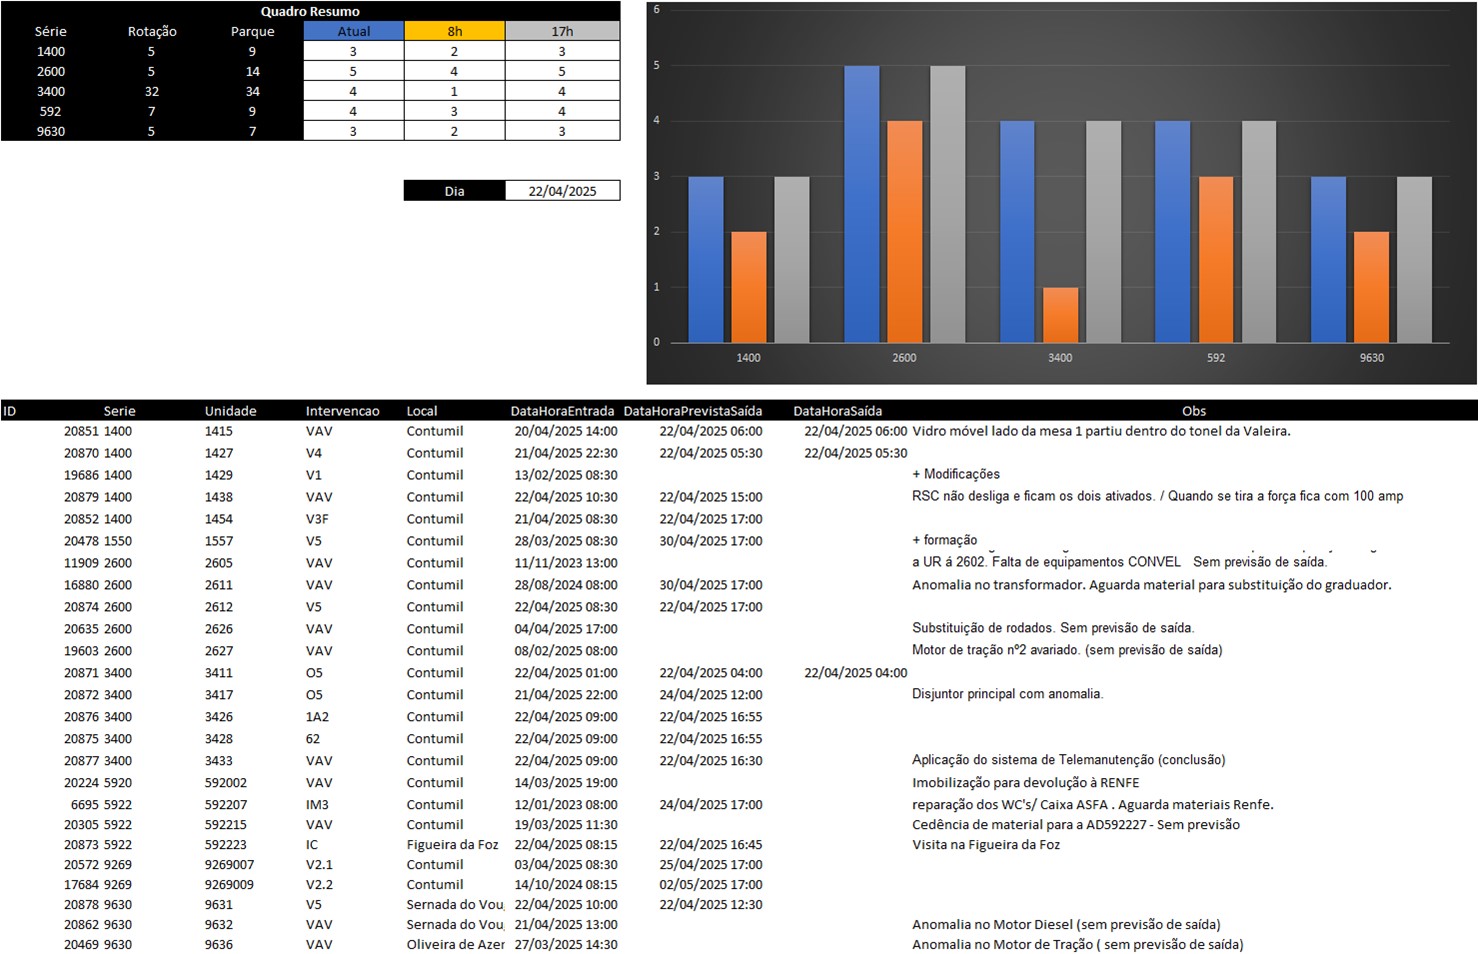 Quadro Resumo
Série Rotação Parque Atual 8h 17h
1400 5 9 3 2 3
2600 5 14 5 4 5
3400 32 34 4 1 4
592 7 9 4 3 4
9630 5 7 3 2 3
Dia 22/04/2025
6
5
4
3
2
1
0
1400 2600 3400 592 9630
ID Serie Unidade Intervencao Local DataHoraEntrada DataHoraPrevistaSaída DataHoraSaída Obs
20851 1400 1415 VAV Contumil 20/04/2025 14:00 22/04/2025 06:00 22/04/2025 06:00 Vidro móvel lado da mesa 1 partiu dentro do tonel da Valeira.
20870 1400 1427 V4 Contumil 21/04/2025 22:30 22/04/2025 05:30 22/04/2025 05:30
19686 1400 1429 V1 Contumil 13/02/2025 08:30 + Modificações
20879 1400 1438 VAV Contumil 22/04/2025 10:30 22/04/2025 15:00 RSC não desliga e ficam os dois ativados. / Quando se tira a força fica com 100 amp
20852 1400 1454 V3F Contumil 21/04/2025 08:30 22/04/2025 17:00
20478 1550 1557 V5 Contumil 28/03/2025 08:30 30/04/2025 17:00 + formação
11909 2600 2605 VAV Contumil 11/11/2023 13:00 a UR á 2602. Falta de equipamentos CONVEL Sem previsão de saída.
16880 2600 2611 VAV Contumil 28/08/2024 08:00 30/04/2025 17:00 Anomalia no transformador. Aguarda material para substituição do graduador.
20874 2600 2612 V5 Contumil 22/04/2025 08:30 22/04/2025 17:00
20635 2600 2626 VAV Contumil 04/04/2025 17:00 Substituição de rodados. Sem previsão de saída.
19603 2600 2627 VAV Contumil 08/02/2025 08:00 Motor de tração nº2 avariado. (sem previsão de saída)
20871 3400 3411 O5 Contumil 22/04/2025 01:00 22/04/2025 04:00 22/04/2025 04:00
20872 3400 3417 O5 Contumil 21/04/2025 22:00 24/04/2025 12:00 Disjuntor principal com anomalia.
20876 3400 3426 1A2 Contumil 22/04/2025 09:00 22/04/2025 16:55
20875 3400 3428 62 Contumil 22/04/2025 09:00 22/04/2025 16:55
20877 3400 3433 VAV Contumil 22/04/2025 09:00 22/04/2025 16:30 Aplicação do sistema de Telemanutenção (conclusão)
20224 5920 592002 VAV Contumil 14/03/2025 19:00 Imobilização para devolução à RENFE
6695 5922 592207 IM3 Contumil 12/01/2023 08:00 24/04/2025 17:00 reparação dos WC's/ Caixa ASFA . Aguarda materiais Renfe.
20305 5922 592215 VAV Contumil 19/03/2025 11:30 Cedência de material para a AD592227 - Sem previsão
20873 5922 592223 IC Figueira da Foz 22/04/2025 08:15 22/04/2025 16:45 Visita na Figueira da Foz
20572 9269 9269007 V2.1 Contumil 03/04/2025 08:30 25/04/2025 17:00
17684 9269 9269009 V2.2 Contumil 14/10/2024 08:15 02/05/2025 17:00
20878 9630 9631 V5 Sernada do Vou 22/04/2025 10:00 22/04/2025 12:30
20862 9630 9632 VAV Sernada do Vou 21/04/2025 13:00 Anomalia no Motor Diesel (sem previsão de saída)
20469 9630 9636 VAV Oliveira de Azer 27/03/2025 14:30 Anomalia no Motor de Tração ( sem previsão de saída)